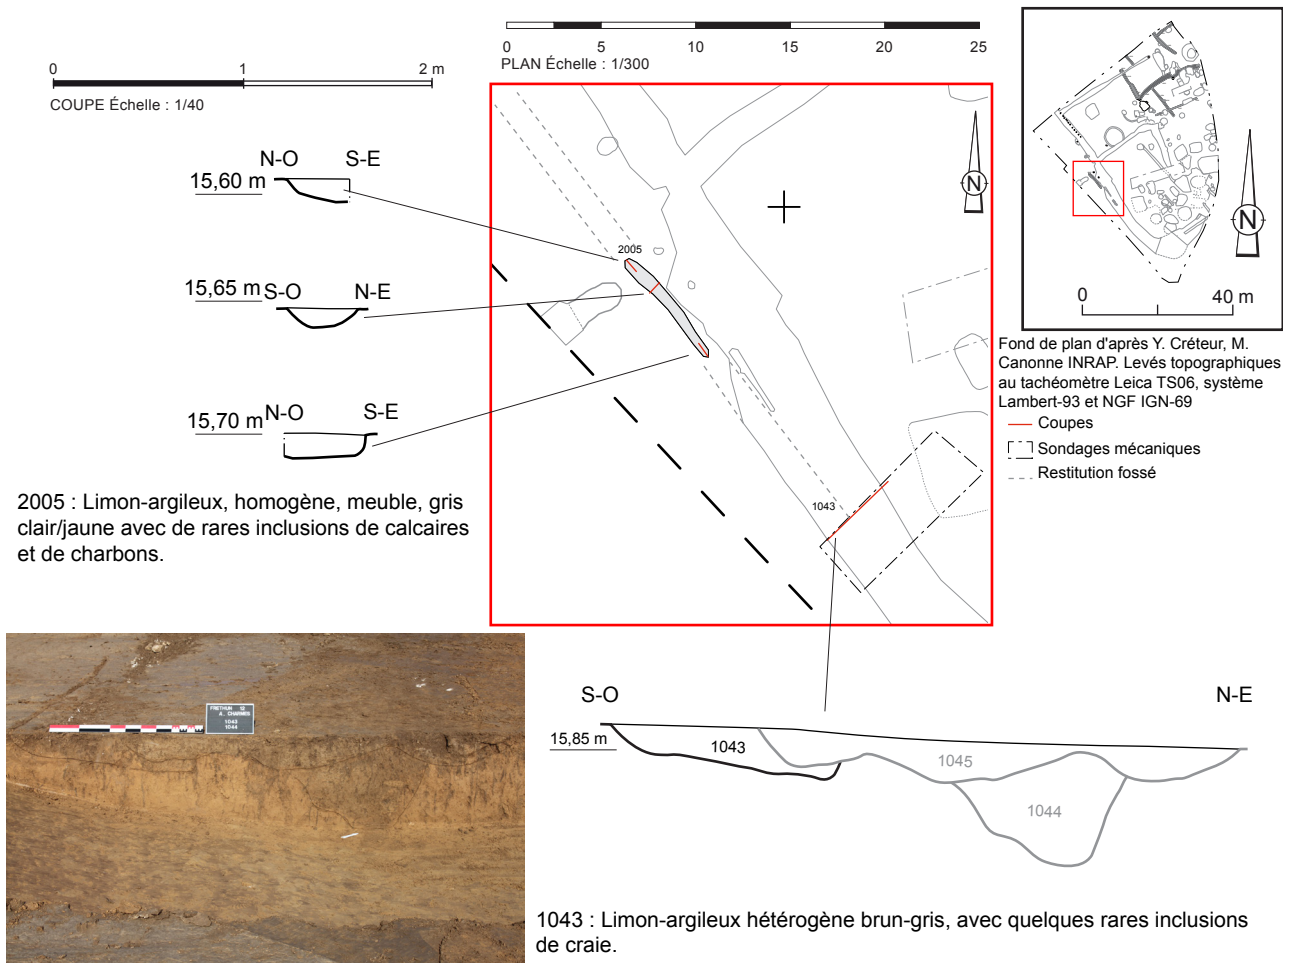 0 1 2 m
COUPE Échelle : 1/40
0 5 10 15 20 25
PLAN Échelle : 1/300
N-O S-E
15,60 m
15,65 m S-O N-E
15,70 m N-O S-E
2005
1043
N
N
0 40 m
Fond de plan d'après Y. Créteur, M.
Canonne INRAP. Levés topographiques
au tachéomètre Leica TS06, système
Lambert-93 et NGF IGN-69
Coupes
Sondages mécaniques
Restitution fossé
2005 : Limon-argileux, homogène, meuble, gris
clair/jaune avec de rares inclusions de calcaires
et de charbons.
FRETHUN 12
A. CHARMES
1043
1044
S-O N-E
15,85 m
1043
1045
1044
1043 : Limon-argileux hétérogène brun-gris, avec quelques rares inclusions
de craie.